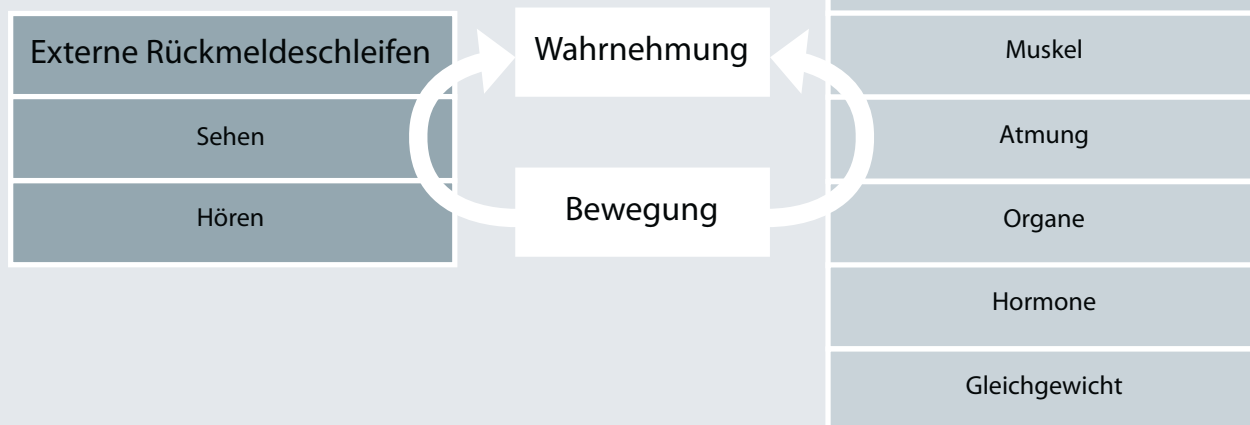 Externe Rückmeldeschleifen
Sehen
Hören
Wahrnehmung
Bewegung
Muskel
Atmung
Organe
Hormone
Gleichgewicht